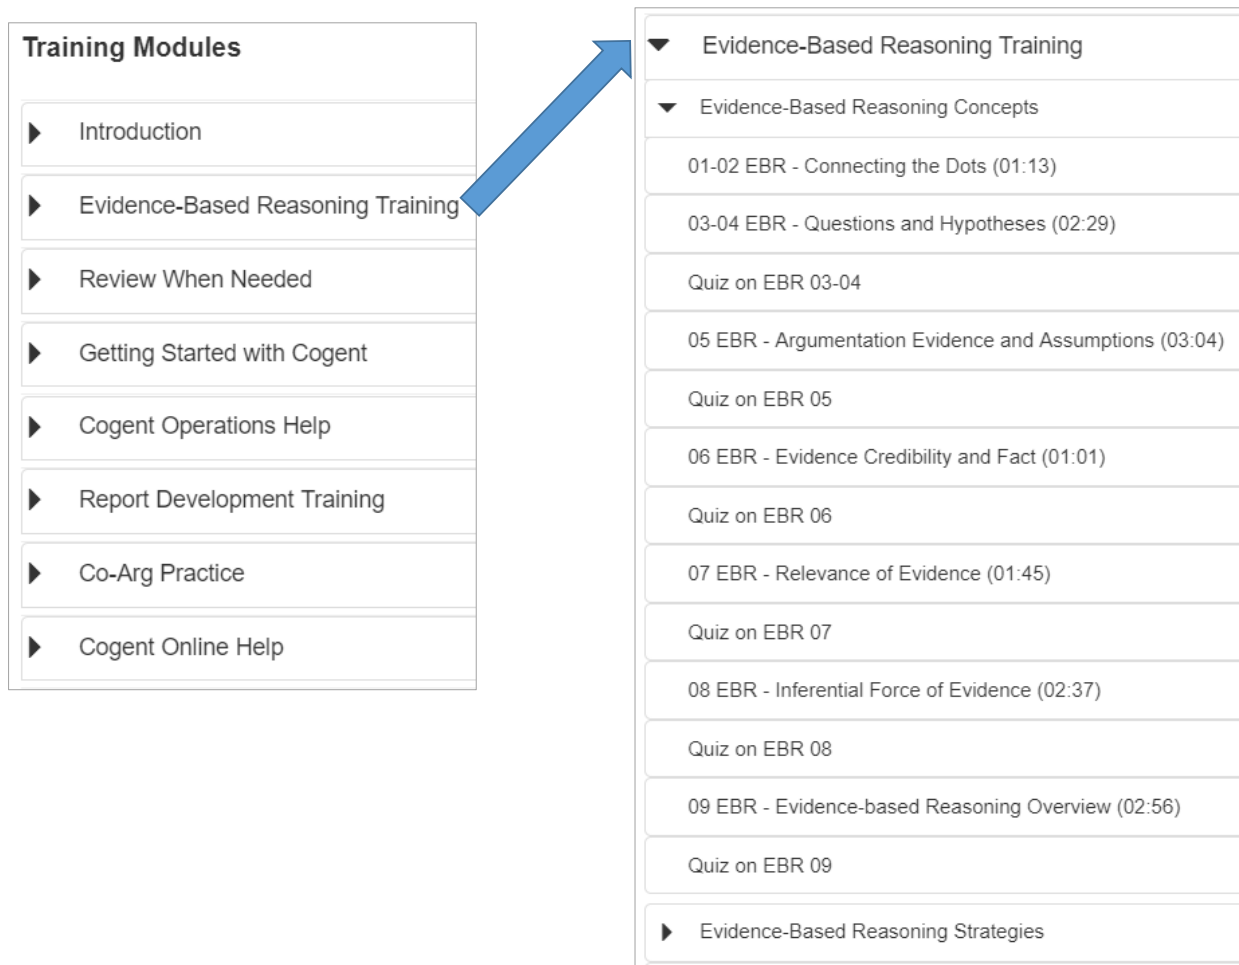 Training Modules
Introduction
Evidence-Based Reasoning Training
Review When Needed
Getting Started with Cogent
Cogent Operations Help
Report Development Training
Co-Arg Practice
Cogent Online Help
Evidence-Based Reasoning Training
Evidence-Based Reasoning Concepts
01-02 EBR - Connecting the Dots (01:13)
03-04 EBR - Questions and Hypotheses (02:29)
Quiz on EBR 03-04
05 EBR - Argumentation Evidence and Assumptions (03:04)
Quiz on EBR 05
06 EBR - Evidence Credibility and Fact (01:01)
Quiz on EBR 06
07 EBR - Relevance of Evidence (01:45)
Quiz on EBR 07
08 EBR - Inferential Force of Evidence (02:37)
Quiz on EBR 08
09 EBR - Evidence-based Reasoning Overview (02:56)
Quiz on EBR 09
Evidence-Based Reasoning Strategies